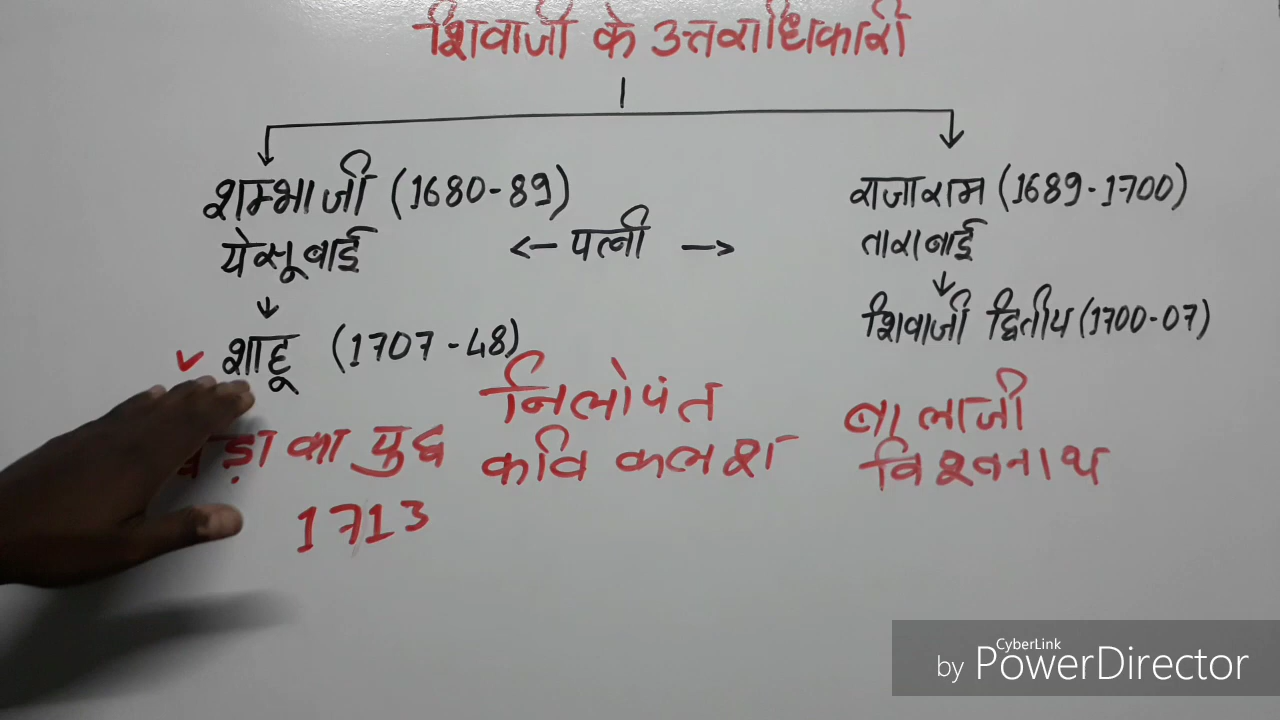 शिवाजी के उत्तराधिकारी
शम्भाजी (1680-89)
येसूबाई
← पत्नी →
राजाराम (1689-1700)
ताराबाई
शाहू (1707-48)
शिवाजी द्वितीय (1700-07)
का युद्ध
1713
निलोपंत
कवि कलश
बालाजी
विश्वनाथ
CyberLink
by PowerDirector